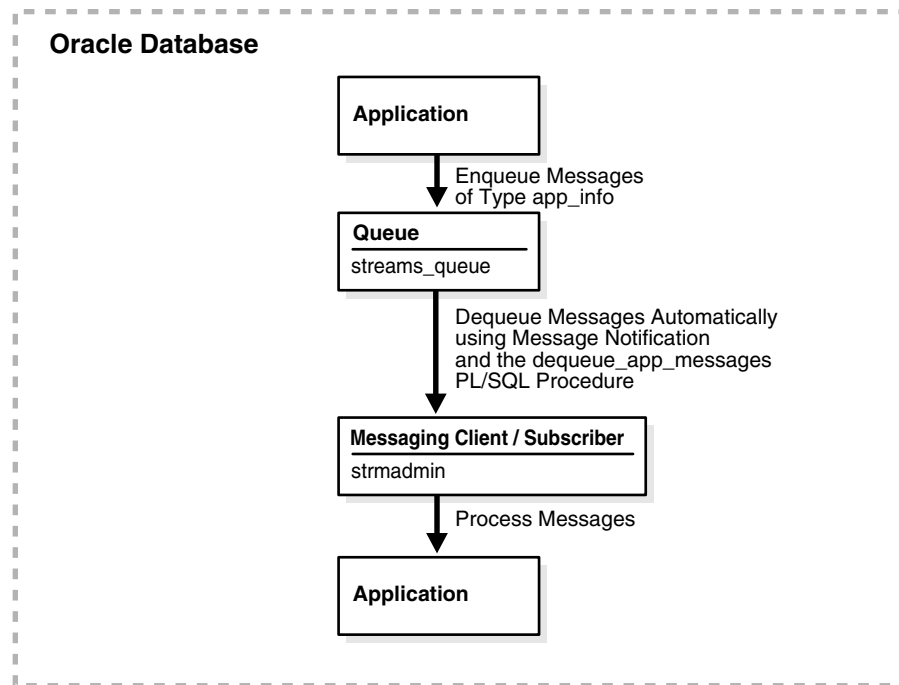 Oracle Database
Application
Enqueue Messages
of Type app_info
Queue
streams_queue
Dequeue Messages Automatically
using Message Notification
and the dequeue_app_messages
PL/SQL Procedure
Messaging Client / Subscriber
strmadmin
Process Messages
Application